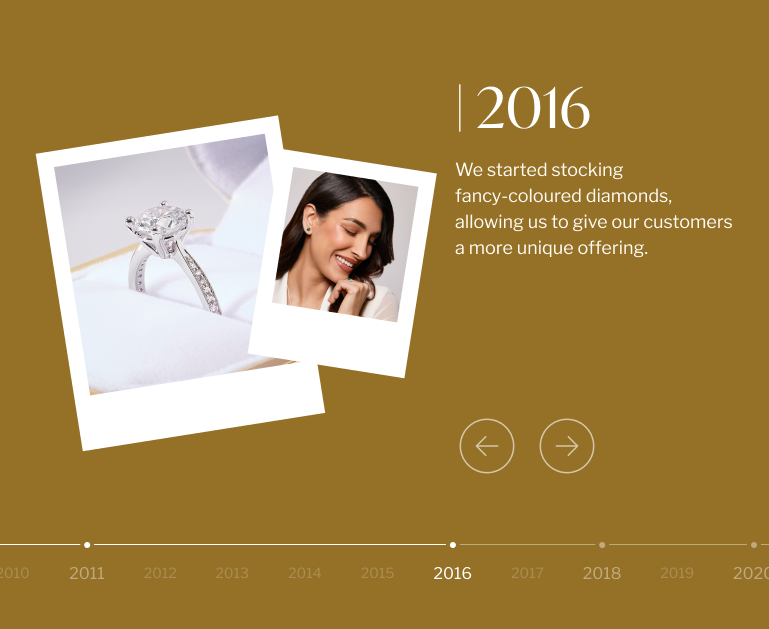 2016
We started stocking
fancy-coloured diamonds,
allowing us to give our customers
a more unique offering.
2010 2011 2012 2013 2014 2015 2016 2017 2018 2019 2020